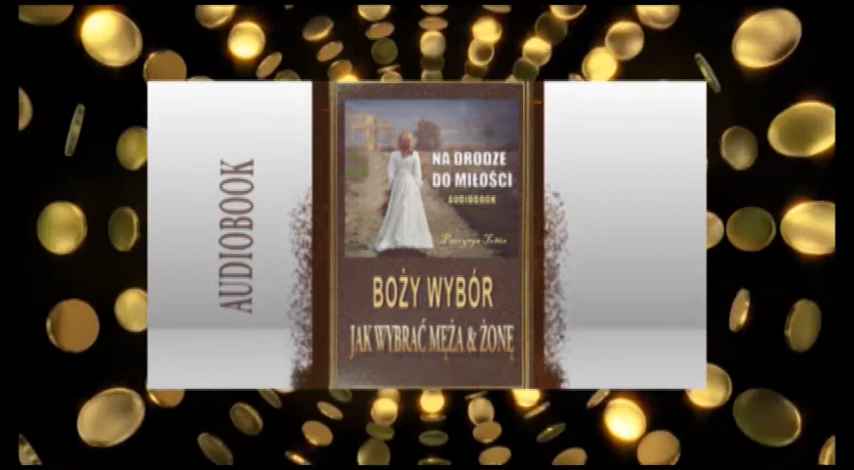 AUDIOBOOK
NA DRODZE
DO MIŁOŚCI
AUDIOBOOK
BOŻY WYBÓR
JAK WYBRAĆ MĘŻA & ŻONĘ